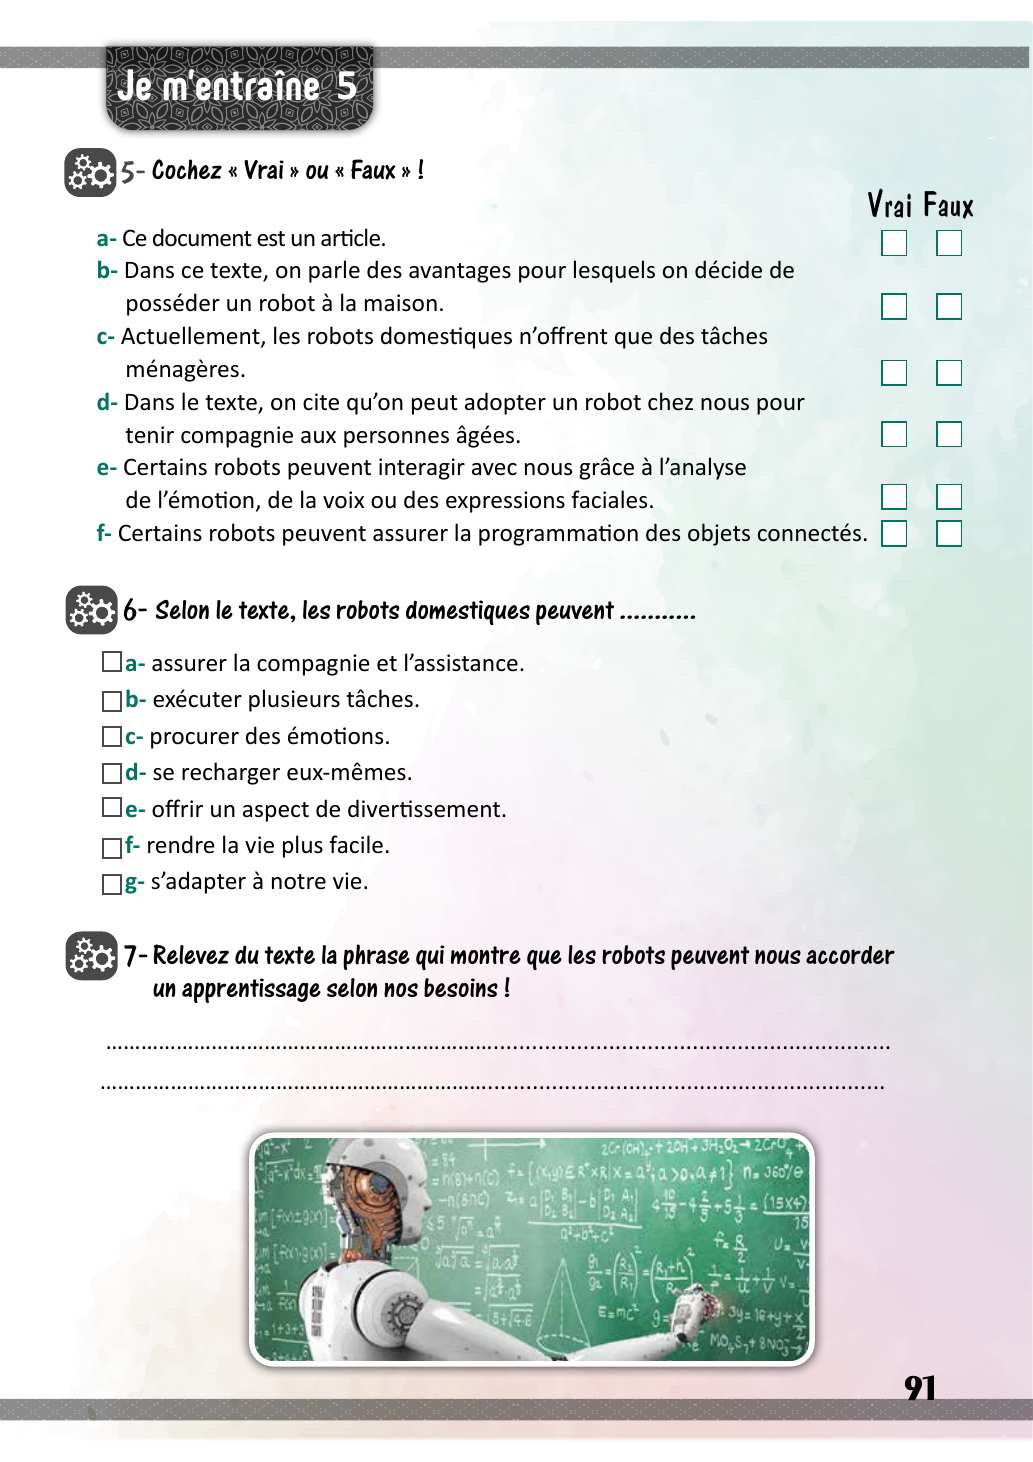 Je m'entraîne 5
5- Cochez « Vrai » ou « Faux » !
Vrai Faux
a- Ce document est un article.
b- Dans ce texte, on parle des avantages pour lesquels on décide de
posséder un robot à la maison.
c- Actuellement, les robots domestiques n’offrent que des tâches
ménagères.
d- Dans le texte, on cite qu’on peut adopter un robot chez nous pour
tenir compagnie aux personnes âgées.
e- Certains robots peuvent interagir avec nous grâce à l’analyse
de l’émotion, de la voix ou des expressions faciales.
f- Certains robots peuvent assurer la programmation des objets connectés.
6- Selon le texte, les robots domestiques peuvent ...........
a- assurer la compagnie et l’assistance.
b- exécuter plusieurs tâches.
c- procurer des émotions.
d- se recharger eux-mêmes.
e- offrir un aspect de divertissement.
f- rendre la vie plus facile.
g- s’adapter à notre vie.
7- Relevez du texte la phrase qui montre que les robots peuvent nous accorder
un apprentissage selon nos besoins !
E=mc²
91